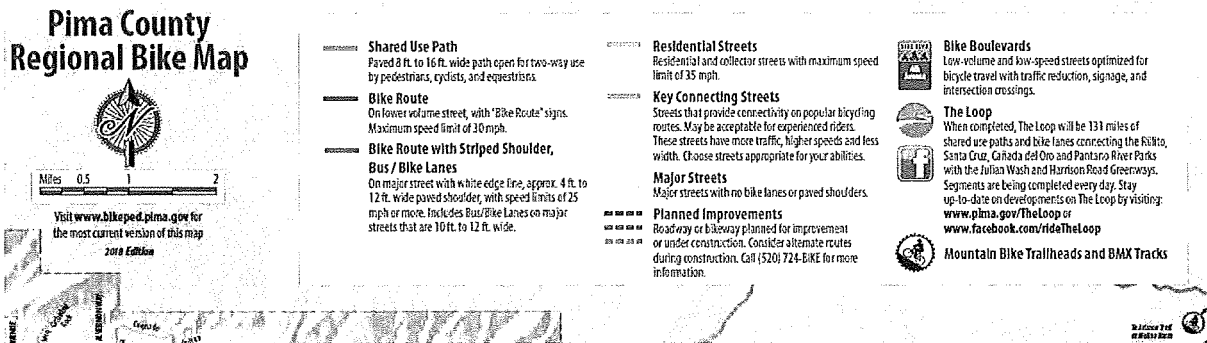 Pima County
Regional Bike Map
N
Miles 0.5 1 2
Visit www.bikeped.pima.gov for
the most current version of this map
2018 Edition
Shared Use Path
Paved 8 ft. to 16 ft. wide path open for two-way use
by pedestrians, cyclists, and equestrians.
Bike Route
On lower volume street, with "Bike Route" signs.
Maximum speed limit of 30 mph.
Bike Route with Striped Shoulder,
Bus / Bike Lanes
On major street with white edge line, approx. 4 ft. to
12 ft. wide paved shoulder, with speed limits of 25
mph or more. Includes Bus/Bike Lanes on major
streets that are 10 ft. to 12 ft. wide.
Residential Streets
Residential and collector streets with maximum speed
limit of 35 mph.
Key Connecting Streets
Streets that provide connectivity on popular bicycling
routes. May be acceptable for experienced riders.
These streets have more traffic, higher speeds and less
width. Choose streets appropriate for your abilities.
Major Streets
Major streets with no bike lanes or paved shoulders.
Planned Improvements
Roadway or bikeway planned for improvement
or under construction. Consider alternate routes
during construction. Call (520) 724-BIKE for more
information.
BIKE BLVD
Bike Boulevards
Low-volume and low-speed streets optimized for
bicycle travel with traffic reduction, signage, and
intersection crossings.
f
The Loop
When completed, The Loop will be 131 miles of
shared use paths and bike lanes connecting the Rillito,
Santa Cruz, Cañada del Oro and Pantano River Parks
with the Julian Wash and Harrison Road Greenways.
Segments are being completed every day. Stay
up-to-date on developments on The Loop by visiting:
www.pima.gov/TheLoop or
www.facebook.com/rideTheLoop
Mountain Bike Trailheads and BMX Tracks